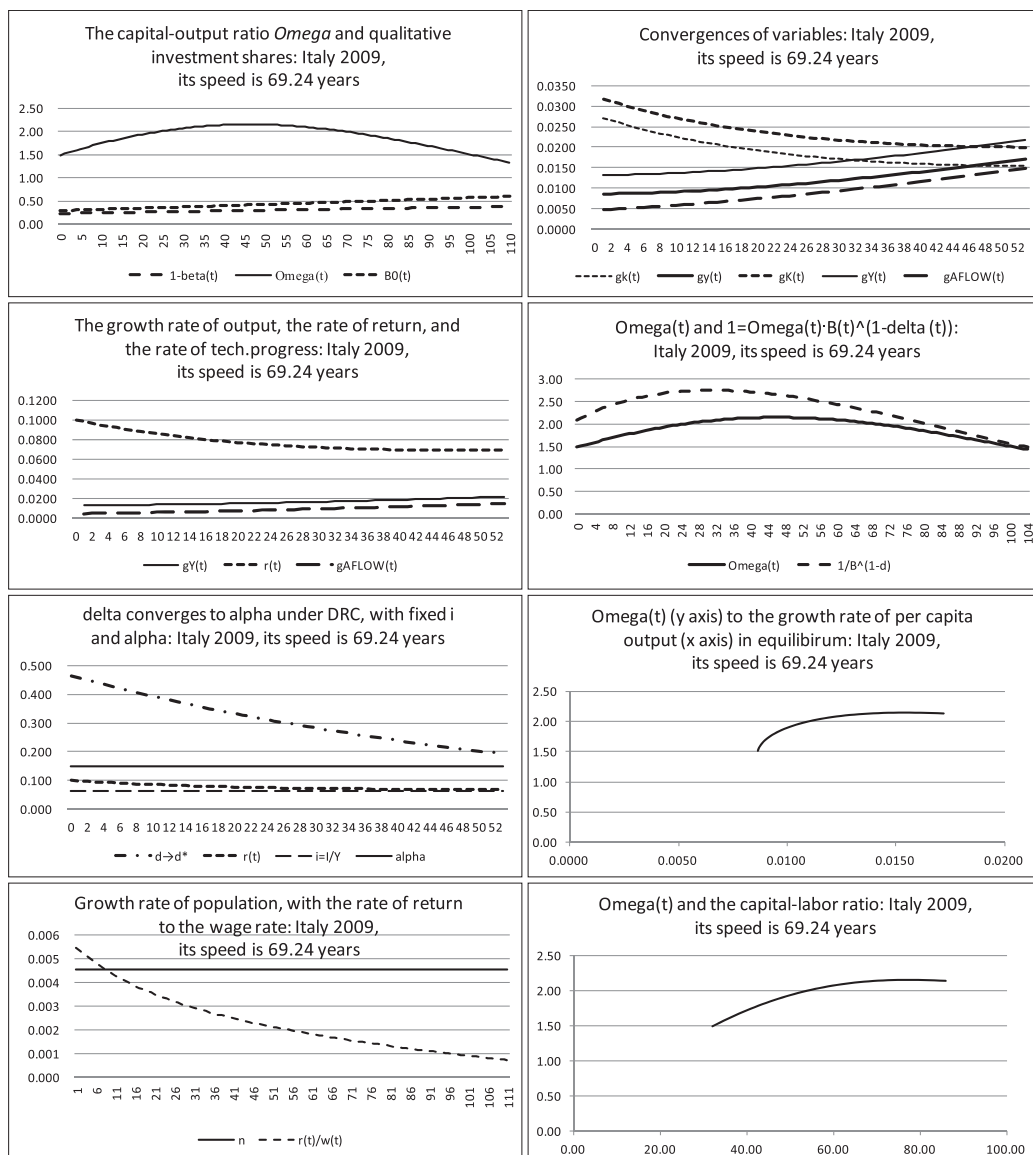 The capital-output ratio Omega and qualitative
investment shares: Italy 2009,
its speed is 69.24 years
2.50
2.00
1.50
1.00
0.50
0.00
0 5 10 15 20 25 30 35 40 45 50 55 60 65 70 75 80 85 90 95 100 105 110
1-beta(t) Omega(t) B0(t)
Convergences of variables: Italy 2009,
its speed is 69.24 years
0.0350
0.0300
0.0250
0.0200
0.0150
0.0100
0.0050
0.0000
0 2 4 6 8 10 12 14 16 18 20 22 24 26 28 30 32 34 36 38 40 42 44 46 48 50 52
gk(t) gy(t) gK(t) gY(t) gAFLOW(t)
The growth rate of output, the rate of return, and
the rate of tech.progress: Italy 2009,
its speed is 69.24 years
0.1200
0.1000
0.0800
0.0600
0.0400
0.0200
0.0000
0 2 4 6 8 10 12 14 16 18 20 22 24 26 28 30 32 34 36 38 40 42 44 46 48 50 52
gY(t) r(t) gAFLOW(t)
Omega(t) and 1=Omega(t)·B(t)^(1-delta (t)):
Italy 2009, its speed is 69.24 years
3.00
2.50
2.00
1.50
1.00
0.50
0.00
0 4 8 12 16 20 24 28 32 36 40 44 48 52 56 60 64 68 72 76 80 84 88 92 96 100 104
Omega(t) 1/B^(1-d)
delta converges to alpha under DRC, with fixed i
and alpha: Italy 2009, its speed is 69.24 years
0.500
0.400
0.300
0.200
0.100
0.000
0 2 4 6 8 10 12 14 16 18 20 22 24 26 28 30 32 34 36 38 40 42 44 46 48 50 52
d→d* r(t) i=I/Y alpha
Omega(t) (y axis) to the growth rate of per capita
output (x axis) in equilibirum: Italy 2009,
its speed is 69.24 years
2.50
2.00
1.50
1.00
0.50
0.00
0.0000 0.0050 0.0100 0.0150 0.0200
Growth rate of population, with the rate of return
to the wage rate: Italy 2009,
its speed is 69.24 years
0.006
0.005
0.004
0.003
0.002
0.001
0.000
1 6 11 16 21 26 31 36 41 46 51 56 61 66 71 76 81 86 91 96 101 106 111
n r(t)/w(t)
Omega(t) and the capital-labor ratio: Italy 2009,
its speed is 69.24 years
2.50
2.00
1.50
1.00
0.50
0.00
0.00 20.00 40.00 60.00 80.00 100.00